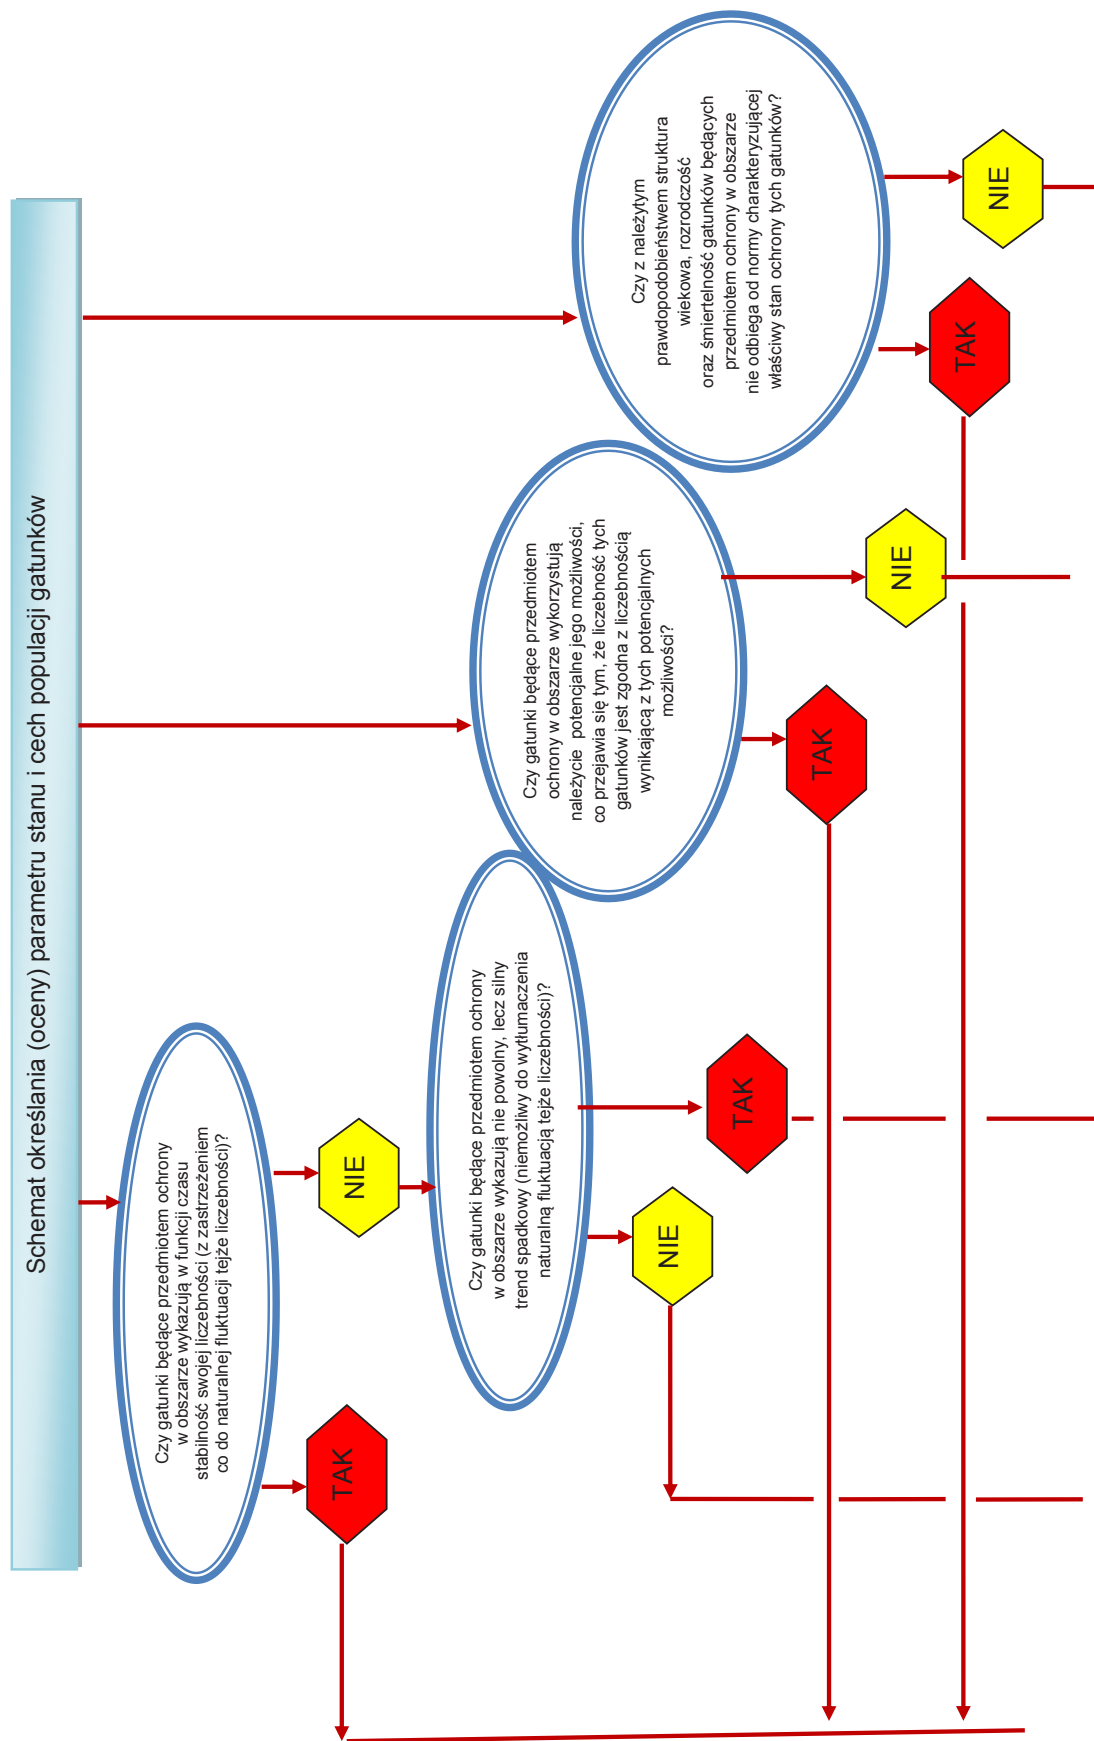 Schemat określania (oceny) parametru stanu i cech populacji gatunków
Czy gatunki będące przedmiotem ochrony
w obszarze wykazują w funkcji czasu
stabilność swojej liczebności (z zastrzeżeniem
co do naturalnej fluktuacji tejże liczebności)?
TAK
NIE
Czy gatunki będące przedmiotem ochrony
w obszarze wykazują nie powolny, lecz silny
trend spadkowy (niemożliwy do wytłumaczenia
naturalną fluktuacją tejże liczebności)?
NIE
TAK
Czy gatunki będące przedmiotem
ochrony w obszarze wykorzystują
należycie potencjalne jego możliwości,
co przejawia się tym, że liczebność tych
gatunków jest zgodna z liczebnością
wynikającą z tych potencjalnych
możliwości?
TAK
NIE
Czy z należytym
prawdopodobieństwem struktura
wiekowa, rozrodczość
oraz śmiertelność gatunków będących
przedmiotem ochrony w obszarze
nie odbiega od normy charakteryzującej
właściwy stan ochrony tych gatunków?
TAK
NIE